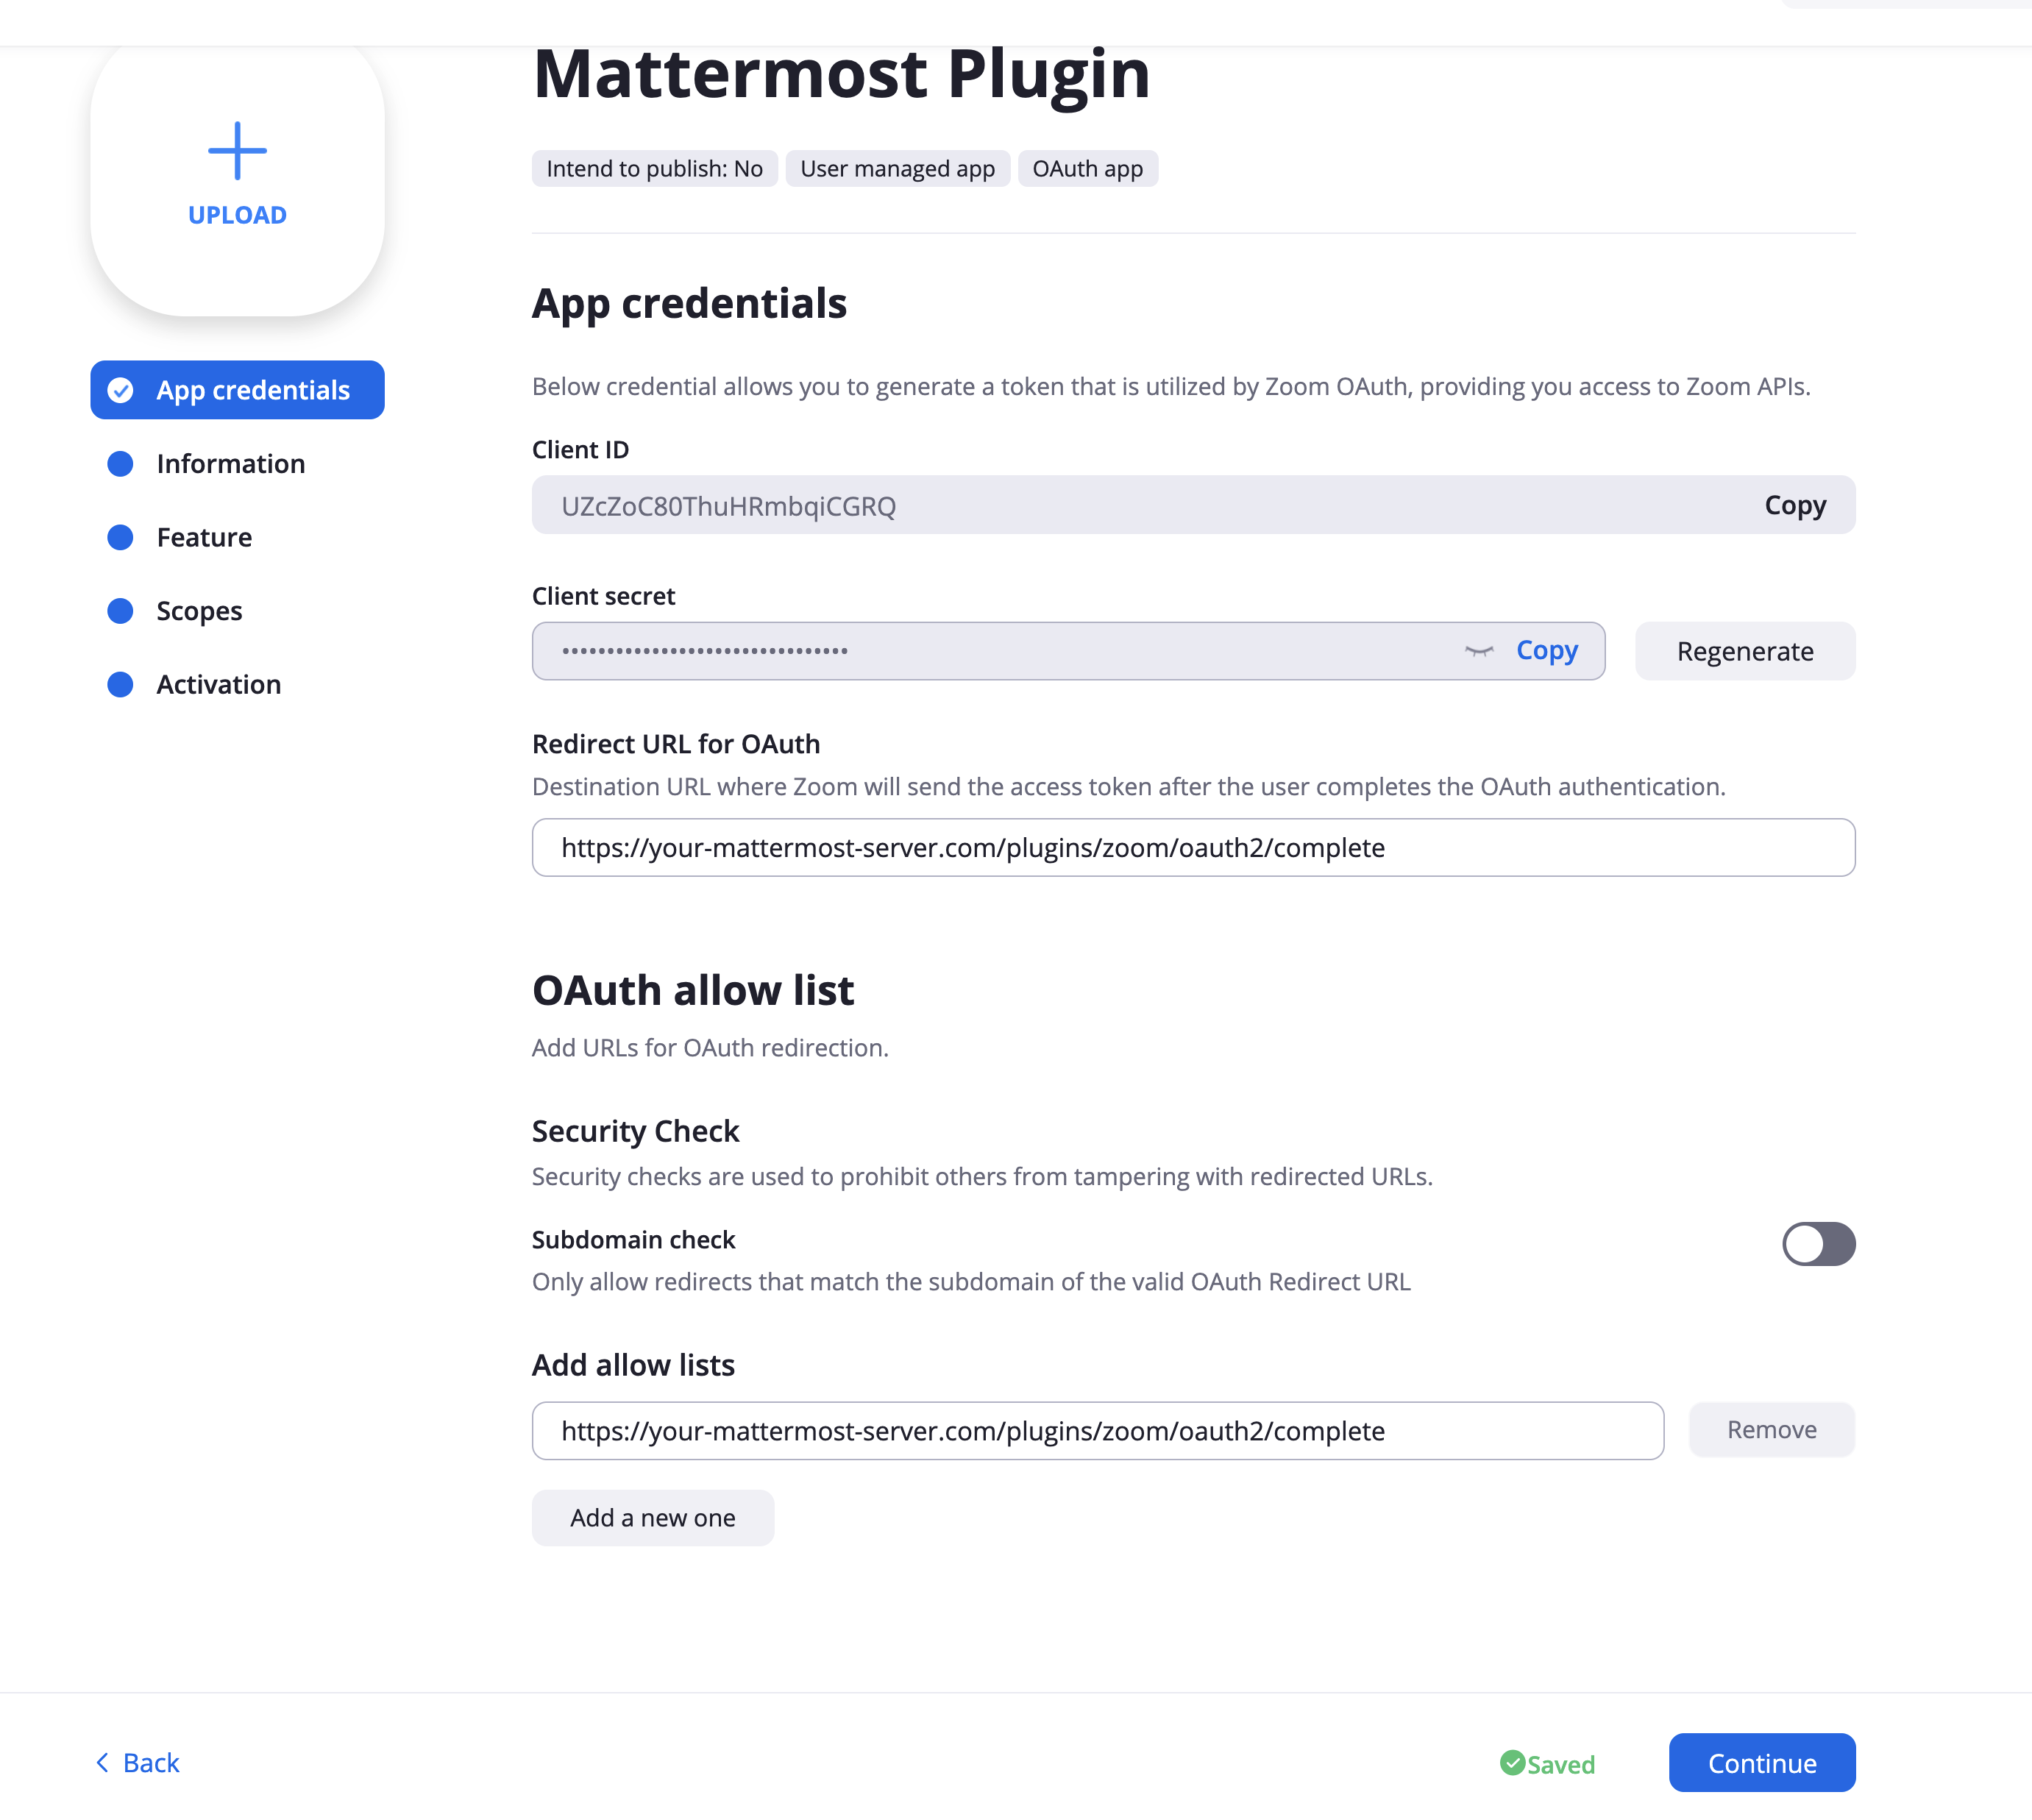 Mattermost Plugin
UPLOAD
Intend to publish: No
User managed app
OAuth app
App credentials
Information
Feature
Scopes
Activation
App credentials
Below credential allows you to generate a token that is utilized by Zoom OAuth, providing you access to Zoom APIs.
Client ID
UZcZoC80ThuHRmbqiCGRQ
Copy
Client secret
••••••••••••••••••••••••••••••••
Copy
Regenerate
Redirect URL for OAuth
Destination URL where Zoom will send the access token after the user completes the OAuth authentication.
https://your-mattermost-server.com/plugins/zoom/oauth2/complete
OAuth allow list
Add URLs for OAuth redirection.
Security Check
Security checks are used to prohibit others from tampering with redirected URLs.
Subdomain check
Only allow redirects that match the subdomain of the valid OAuth Redirect URL
Add allow lists
https://your-mattermost-server.com/plugins/zoom/oauth2/complete
Remove
Add a new one
Back
Saved
Continue